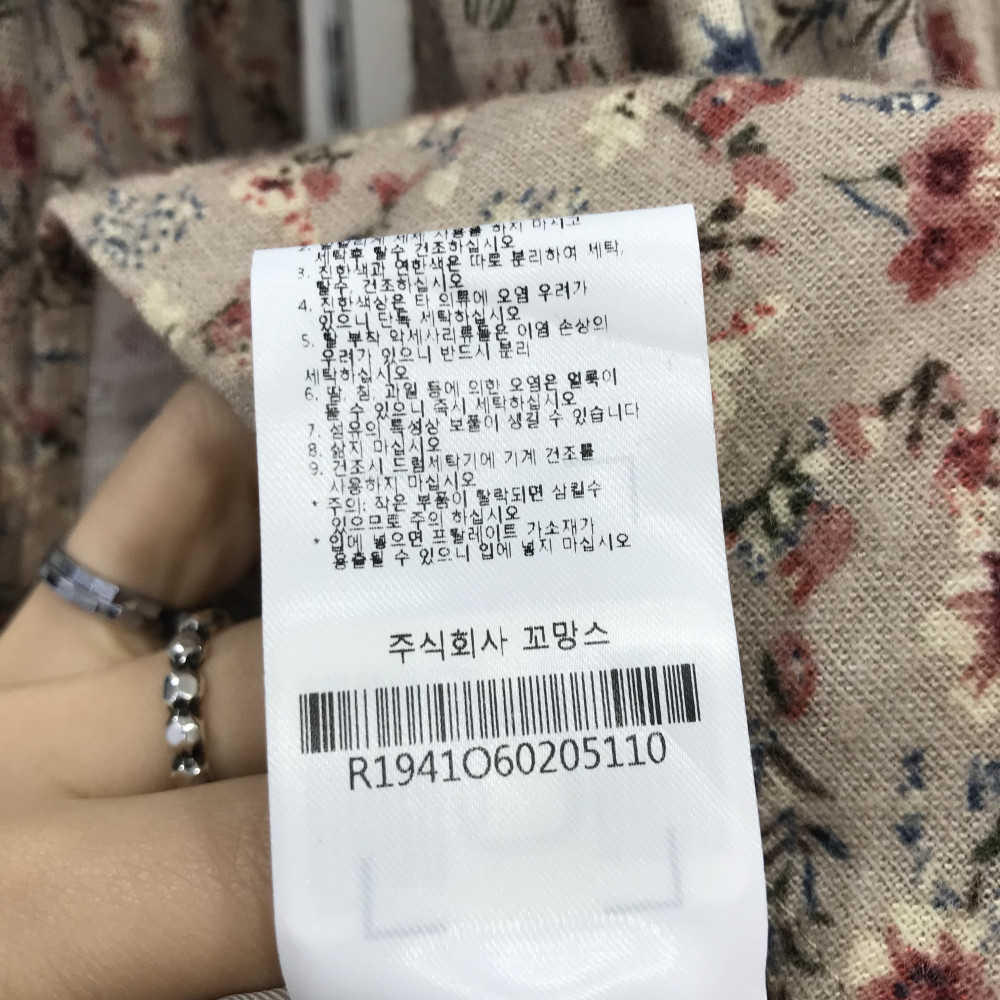 하지 마시고
세탁후 탈수 건조하십시오
3. 진한색과 연한색은 따로 분리하여 세탁,
탈수 건조하십시오
4. 진한색상은 타 의류에 오염 우려가
있으니 단독 세탁하십시오
5. 부착 악세사리류들은 이염 손상의
우려가 있으니 반드시 분리
세탁하십시오
6. 땀, 침, 과일 등에 의한 오염은 얼룩이
될 수 있으니 즉시 세탁하십시오
7. 섬유의 특성상 보풀이 생길 수 있습니다
8. 삶지 마십시오
9. 건조시 드럼세탁기에 기계 건조를
사용하지 마십시오
* 주의: 작은 부품이 탈락되면 삼킬수
있으므로 주의 하십시오
* 입에 넣으면 프탈레이트 가소제가
용출될 수 있으니 입에 넣지 마십시오
주식회사 꼬망스
R1941O60205110